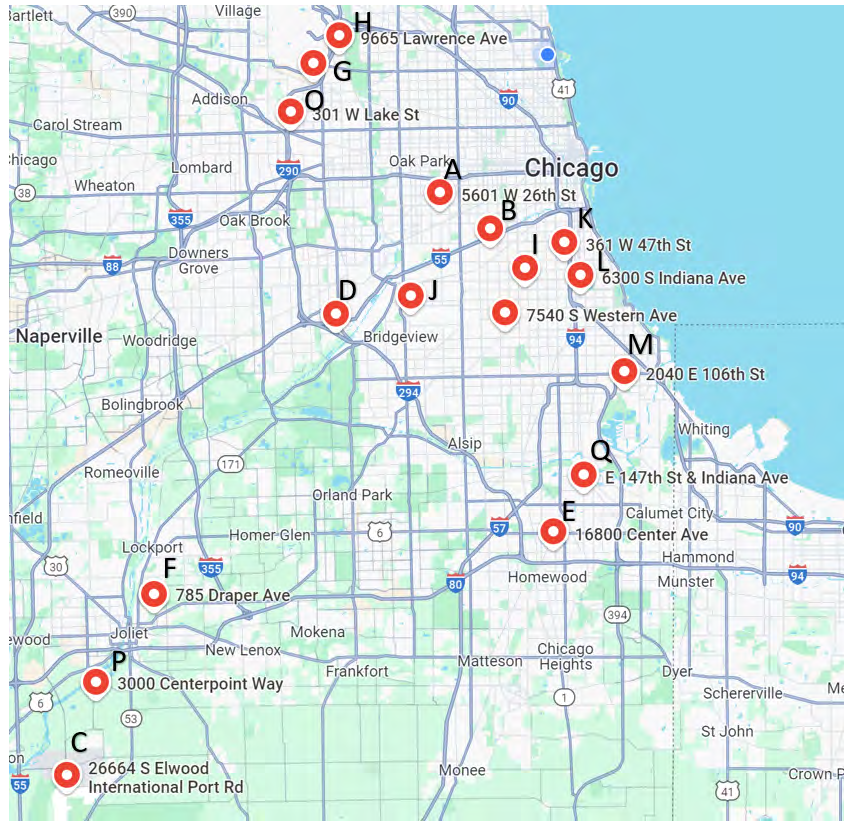 Bartlett
390
Village
H
9665 Lawrence Ave
G
41
90
Addison
O
301 W Lake St
Carol Stream
Chicago
Oak Park
A
Chicago
Lombard
290
38
Wheaton
5601 W 26th St
355
Oak Brook
B
K
361 W 47th St
55
I
L
88
Downers
Grove
6300 S Indiana Ave
D
J
7540 S Western Ave
Naperville
Woodridge
Bridgeview
94
M
2040 E 106th St
294
Bolingbrook
Whiting
Alsip
171
Q
Romeoville
E 147th St & Indiana Ave
Orland Park
nfield
E
Calumet City
57
90
Homer Glen
6
16800 Center Ave
Lockport
Hammond
30
F
355
80
Homewood
94
Munster
785 Draper Ave
394
ewood
Joliet
Mokena
New Lenox
Chicago
Heights
P
Matteson
Frankfort
Dyer
3000 Centerpoint Way
Schererville
Me
6
1
53
St John
C
on
26664 S Elwood
International Port Rd
Monee
Crown P
55
41